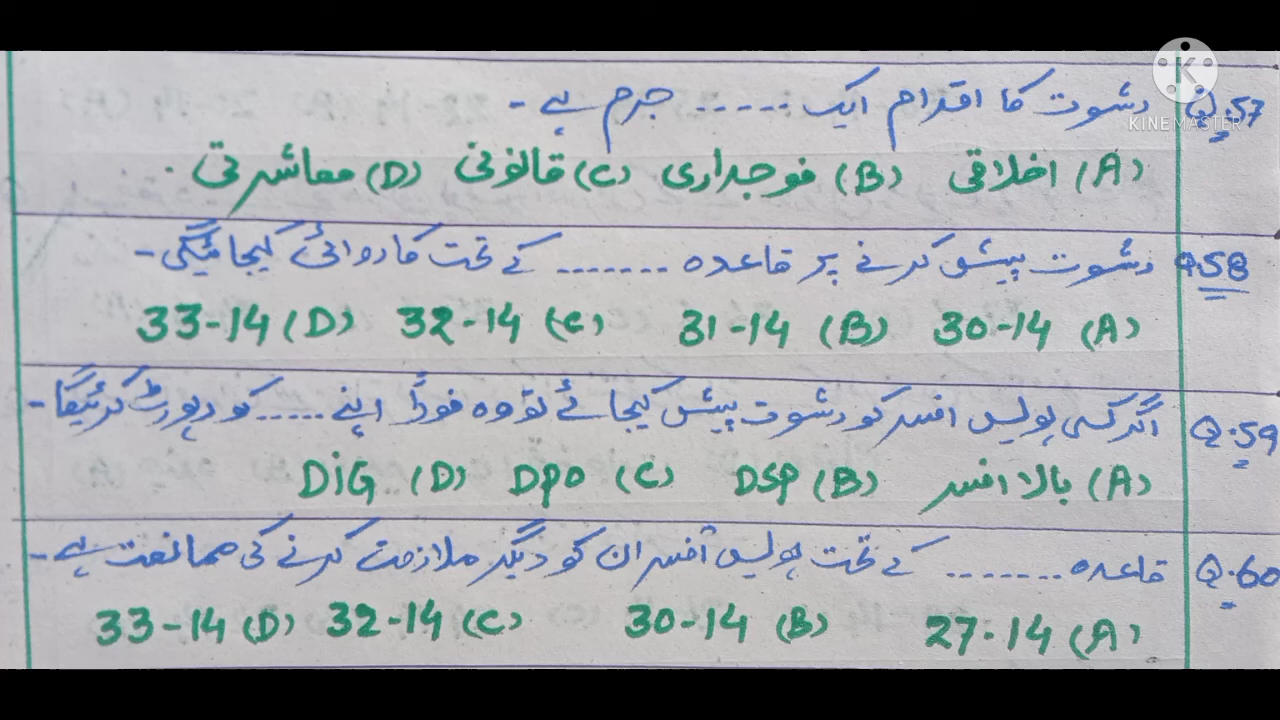 Q.57 رشوت کا اقدام ایک ...... جرم ہے -
(A) اخلاقی (B) فوجداری (C) قانونی (D) معاشرتی
Q.58 رشوت پیش کرنے پر قاعدہ ....... کے تحت کاروائی کیجائیگی -
(A) 30-14 (B) 31-14 (C) 32-14 (D) 33-14
Q.59 اگر کسی پولیس افسر کو رشوت پیش کیجائے تو وہ فوراً اپنے ..... کو رپورٹ کرئیگا -
(A) بالا افسر (B) DSP (C) DPO (D) DiG
Q.60 قاعدہ ........ کے تحت پولیس افسران کو دیگر ملازمت کرنے کی ممانعت ہے -
(A) 27-14 (B) 30-14 (C) 32-14 (D) 33-14
K
KINEMASTER